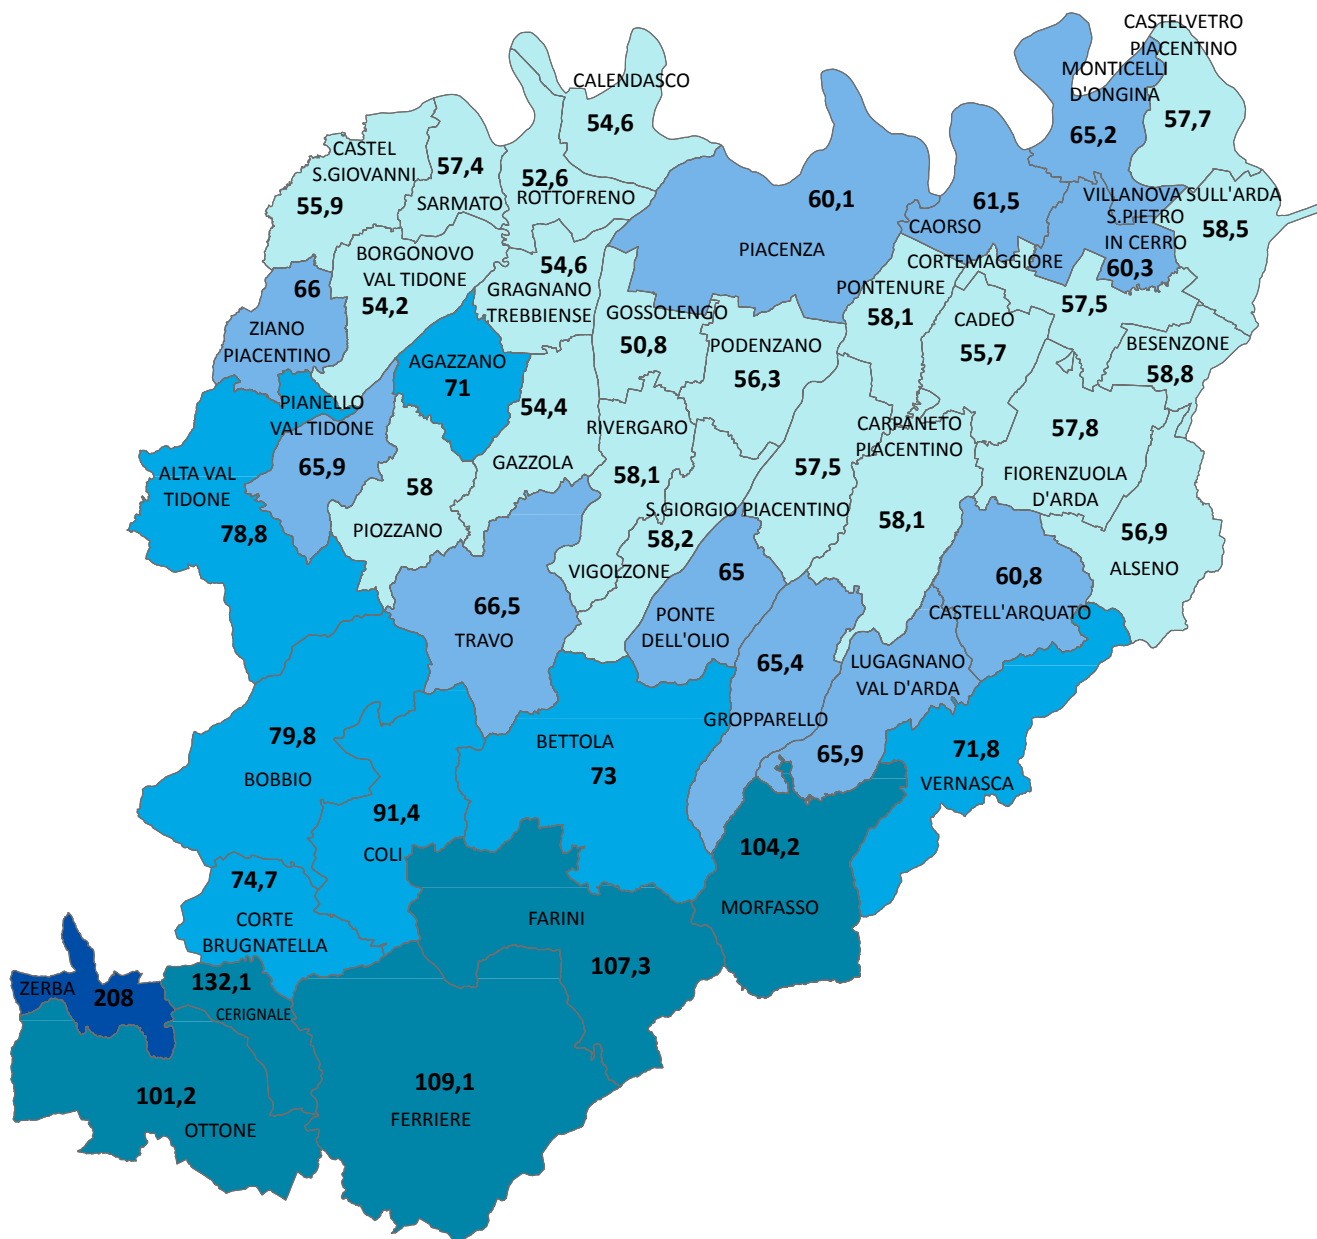 CASTELVETRO
PIACENTINO
57,7
MONTICELLI
D'ONGINA
65,2
CALENDASCO
54,6
CASTEL
S.GIOVANNI
55,9
57,4
SARMATO
52,6
ROTTOFRENO
60,1
PIACENZA
61,5
CAORSO
VILLANOVA SULL'ARDA
58,5
S.PIETRO
IN CERRO
60,3
CORTEMAGGIORE
57,5
BORGONOVO
VAL TIDONE
54,2
54,6
GRAGNANO
TREBBIENSE
66
ZIANO
PIACENTINO
GOSSOLENGO
50,8
PODENZANO
56,3
PONTENURE
58,1
CADEO
55,7
BESENZONE
58,8
AGAZZANO
71
PIANELLO
VAL TIDONE
65,9
54,4
GAZZOLA
RIVERGARO
58,1
CARPANETO
PIACENTINO
58,1
57,8
FIORENZUOLA
D'ARDA
ALTA VAL
TIDONE
78,8
58
PIOZZANO
57,5
S.GIORGIO PIACENTINO
58,2
VIGOLZONE
56,9
ALSENO
66,5
TRAVO
65
PONTE
DELL'OLIO
60,8
CASTELL'ARQUATO
65,4
GROPPARELLO
LUGAGNANO
VAL D'ARDA
65,9
79,8
BOBBIO
BETTOLA
73
71,8
VERNASCA
91,4
COLI
104,2
MORFASSO
74,7
CORTE
BRUGNATELLA
FARINI
107,3
ZERBA
208
132,1
CERIGNALE
101,2
OTTONE
109,1
FERRIERE